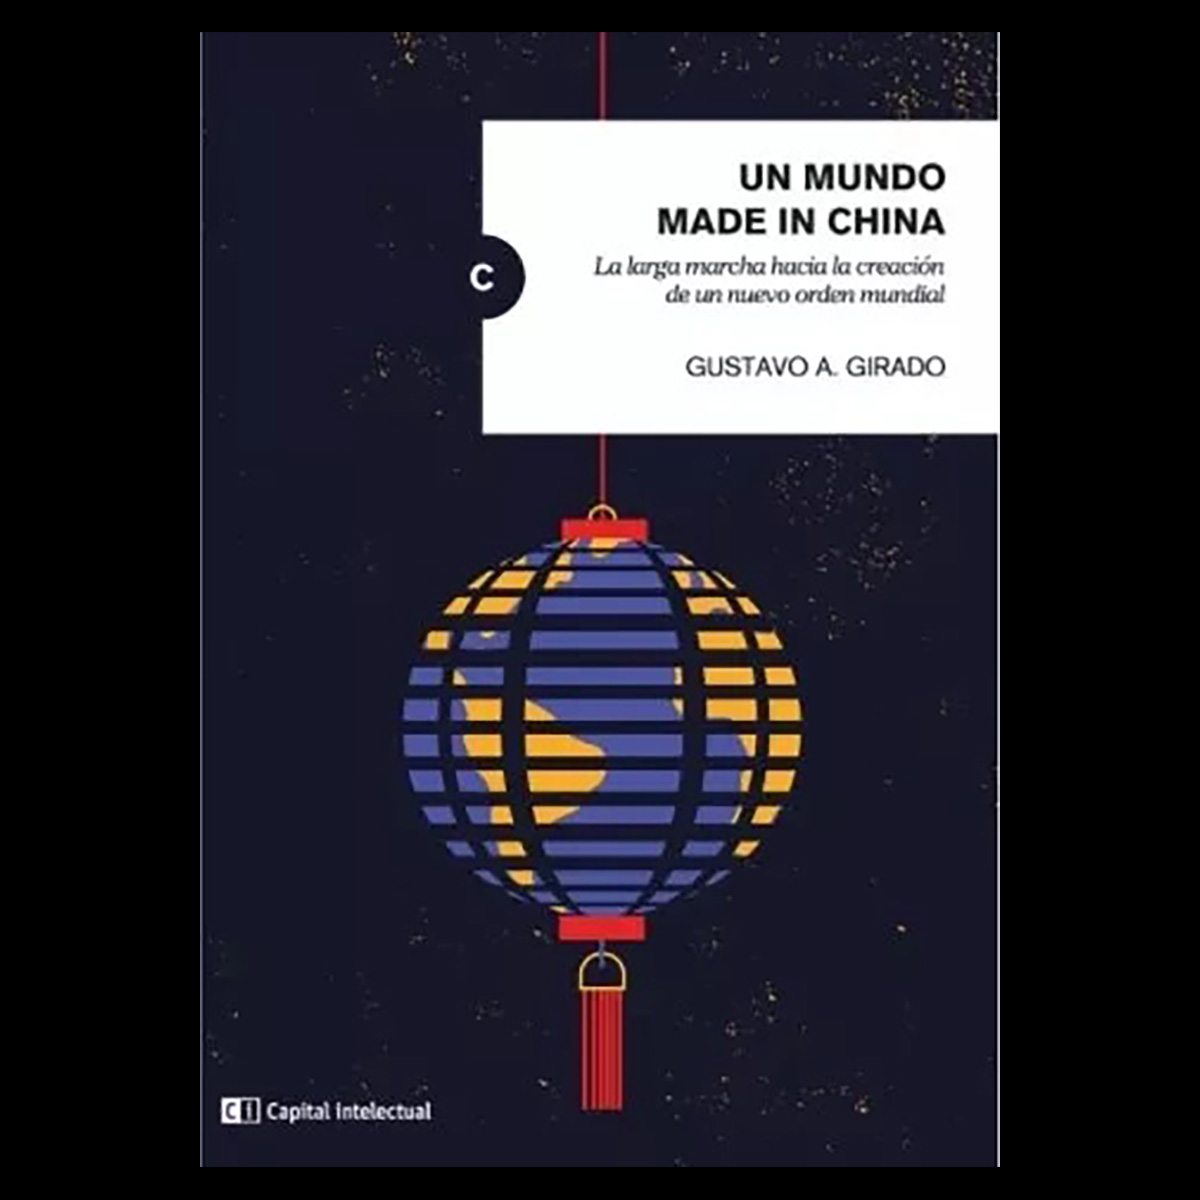 UN MUNDO
MADE IN CHINA
La larga marcha hacia la creación
de un nuevo orden mundial
C
GUSTAVO A. GIRADO
Ci Capital intelectual